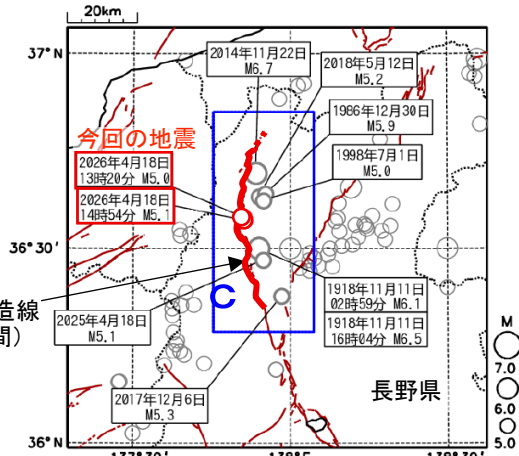 20km
37°N
2014年11月22日
M6.7
2018年5月12日
M5.2
1986年12月30日
M5.9
1998年7月1日
M5.0
今回の地震
2026年4月18日
13時20分 M5.0
2026年4月18日
14時54分 M5.1
36°30′
造線
間)
C
2025年4月18日
M5.1
1918年11月11日
02時59分 M6.1
1918年11月11日
16時04分 M6.5
2017年12月6日
M5.3
長野県
M
7.0
6.0
5.0
36°N